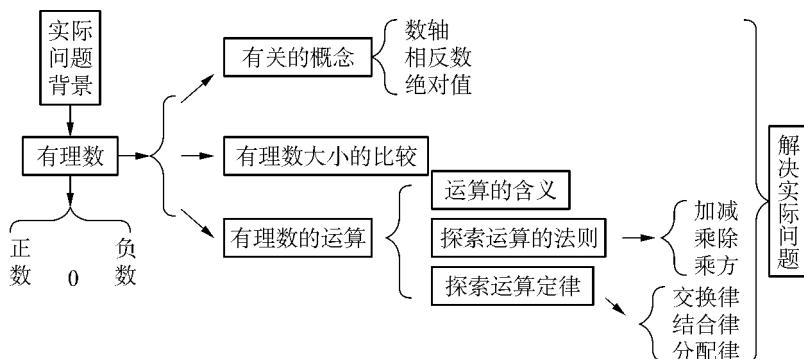 实际
问题
背景
有理数
正数
0
负数
有关的概念
数轴
相反数
绝对值
有理数大小的比较
有理数的运算
运算的含义
探索运算的法则
探索运算定律
加减
乘除
乘方
交换律
结合律
分配律
解决实际问题